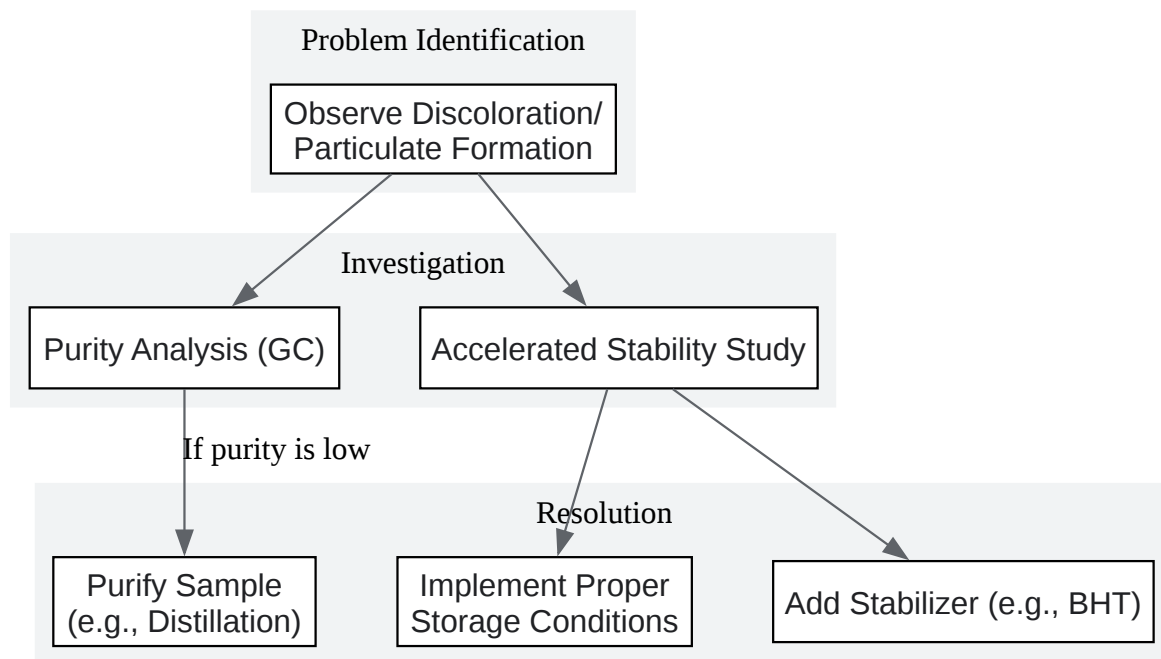 Problem Identification
Observe Discoloration/
Particulate Formation
Investigation
Purity Analysis (GC)
Accelerated Stability Study
If purity is low
Resolution
Purify Sample
(e.g., Distillation)
Implement Proper
Storage Conditions
Add Stabilizer (e.g., BHT)